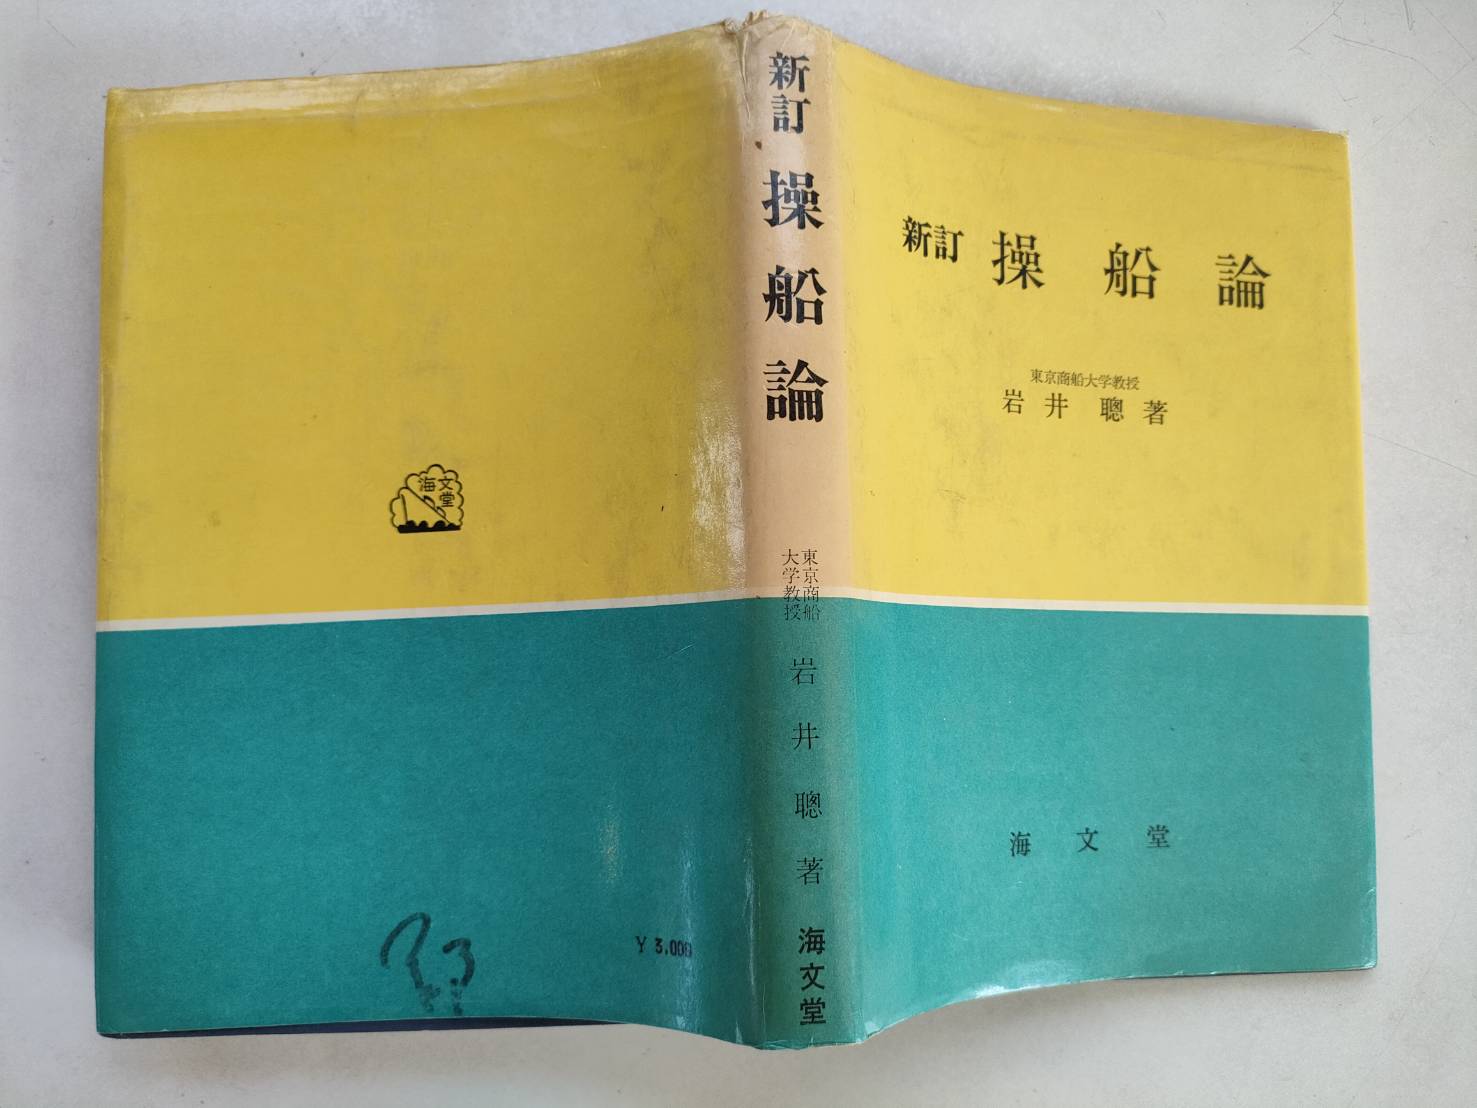 新訂 操船論
東京商船大学教授
岩井聰著
海文堂
新訂
操船論
東京商船
大学教授
岩井聰著
海文堂
海文堂
Y 3.000